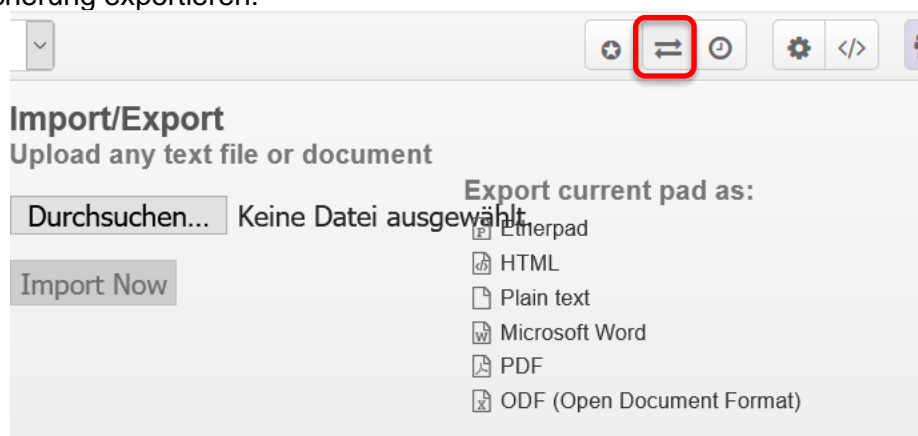 exportieren.
</>
Import/Export
Upload any text file or document
Durchsuchen... Keine Datei ausgewählt.
Import Now
Export current pad as:
Etherpad
HTML
Plain text
Microsoft Word
PDF
ODF (Open Document Format)